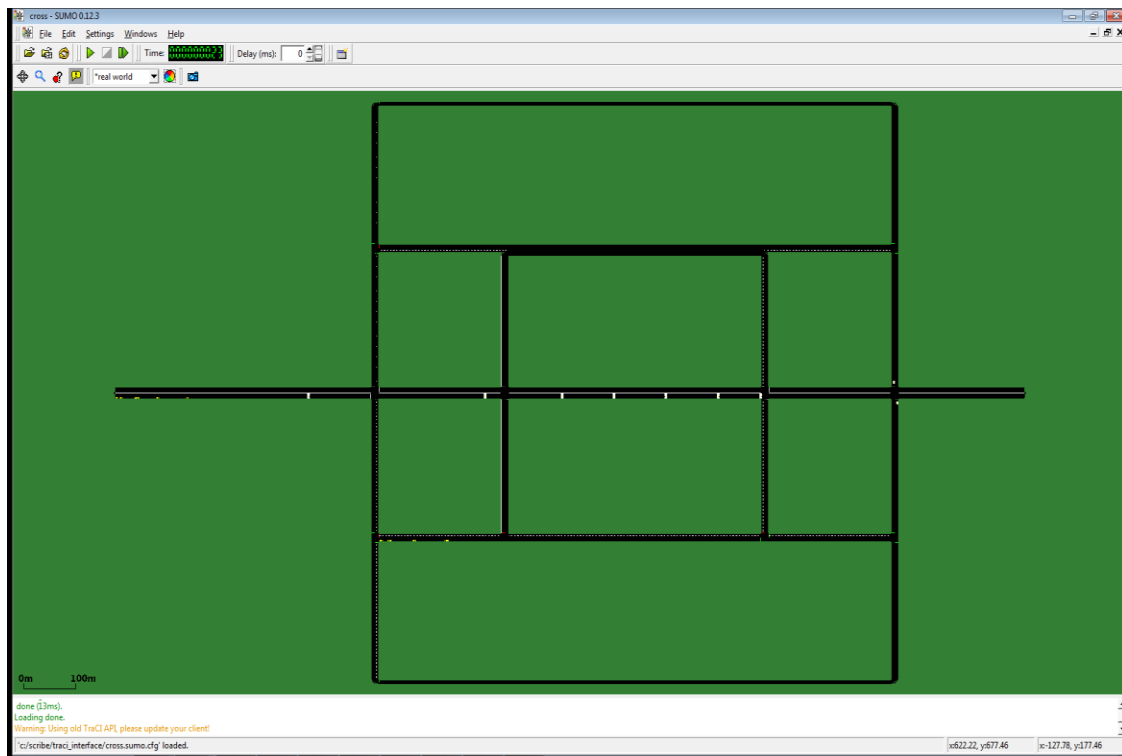 cross - SUMO 0.12.3
File Edit Settings Windows Help
Time: 000000023 Delay (ms): 0
*real world
0m 100m
done (13ms).
Loading done.
Warning: Using old TraCI API, please update your client!
'c:/scribe/traci_interface/cross.sumo.cfg' loaded. x:622.22, y:677.46 x:-127.78, y:177.46